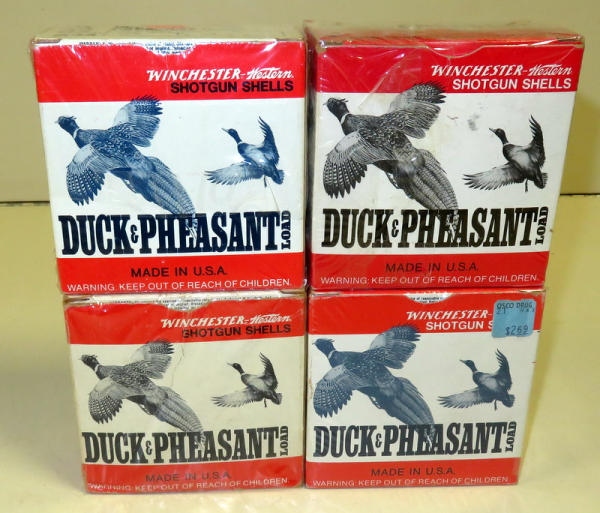 WINCHESTER-Western
SHOTGUN SHELLS
DUCK & PHEASANT LOAD
MADE IN U.S.A.
WARNING: KEEP OUT OF REACH OF CHILDREN.
WINCHESTER-Western
SHOTGUN SHELLS
DUCK & PHEASANT LOAD
MADE IN U.S.A.
WARNING: KEEP OUT OF REACH OF CHILDREN.
WINCHESTER-Western
SHOTGUN SHELLS
DUCK & PHEASANT LOAD
MADE IN U.S.A.
WARNING: KEEP OUT OF REACH OF CHILDREN.
OSCO DRUG
$2.69
WINCHESTER-Western
SHOTGUN
DUCK & PHEASANT LOAD
MADE IN U.S.A.
WARNING: KEEP OUT OF REACH OF CHILDREN.